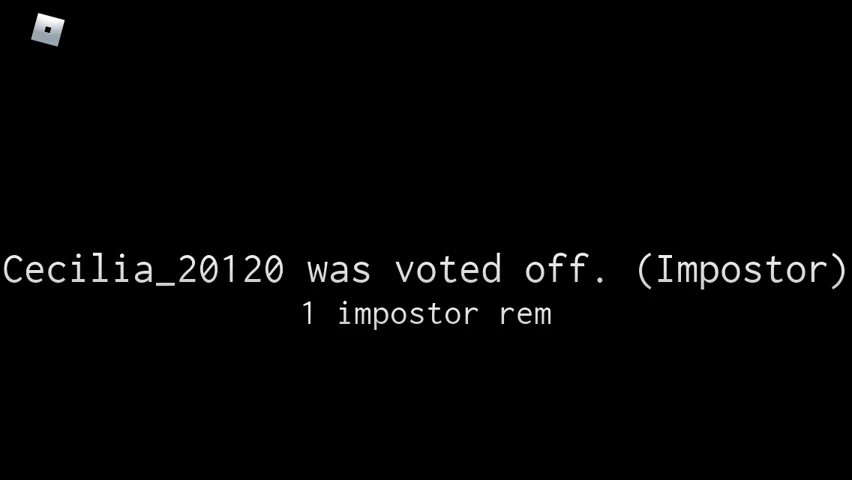 Cecilia_20120 was voted off. (Impostor)
1 impostor rem